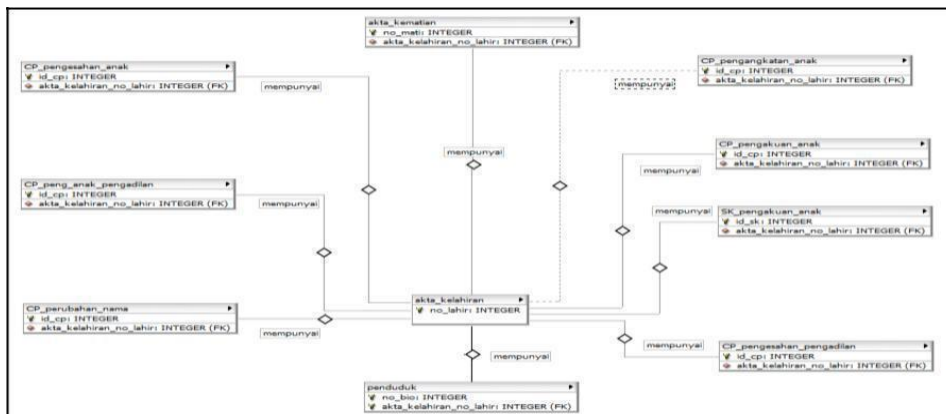 akta_kematian
no_mati: INTEGER
akta_kelahiran_no_lahir: INTEGER (FK)
CP_pengesahan_anak
id_cp: INTEGER
akta_kelahiran_no_lahir: INTEGER (FK)
mempunyai
CP_pengangkatan_anak
id_cp: INTEGER
akta_kelahiran_no_lahir: INTEGER (FK)
mempunyai
mempunyai
CP_pengakuan_anak
id_cp: INTEGER
akta_kelahiran_no_lahir: INTEGER (FK)
mempunyai
CP_peng_anak_pengadilan
id_cp: INTEGER
akta_kelahiran_no_lahir: INTEGER (FK)
mempunyai
SK_pengakuan_anak
id_sk: INTEGER
akta_kelahiran_no_lahir: INTEGER (FK)
mempunyai
akta_kelahiran
no_lahir: INTEGER
CP_perubahan_nama
id_cp: INTEGER
akta_kelahiran_no_lahir: INTEGER (FK)
mempunyai
CP_pengesahan_pengadilan
id_cp: INTEGER
akta_kelahiran_no_lahir: INTEGER (FK)
mempunyai
mempunyai
penduduk
no_bio: INTEGER
akta_kelahiran_no_lahir: INTEGER (FK)